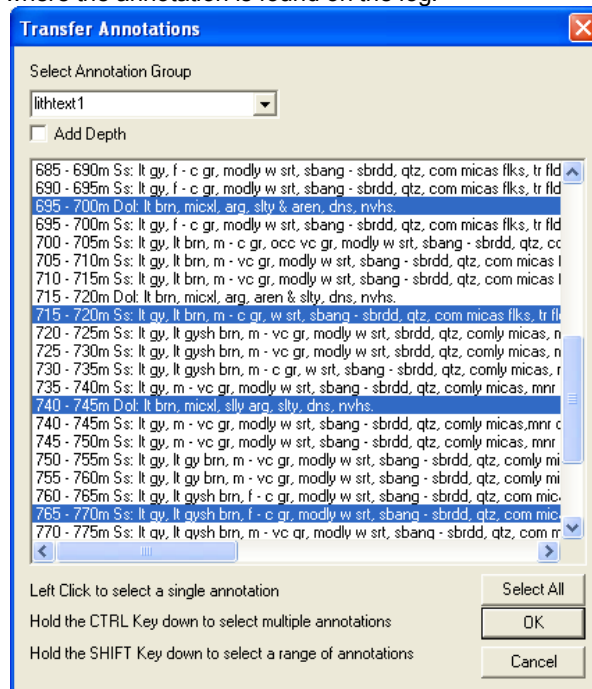 where the annotation is found on the log.
Transfer Annotations
Select Annotation Group
lithtext1
Add Depth
685 - 690m Ss: lt gy, f - c gr, modly w srt, sbang - sbrdd, qtz, com micas flks, tr fld
690 - 695m Ss: lt gy, f - c gr, modly w srt, sbang - sbrdd, qtz, com micas flks, tr fld
695 - 700m Dol: lt brn, micxl, arg, slty & aren, dns, nvhs.
695 - 700m Ss: lt gy, f - c gr, modly w srt, sbang - sbrdd, qtz, com micas flks, tr fld
700 - 705m Ss: lt gy, lt brn, m - c gr, occ vc gr, modly w srt, sbang - sbrdd, qtz, cc
705 - 710m Ss: lt gy, lt brn, m - vc gr, modly w srt, sbang - sbrdd, qtz, com micas
710 - 715m Ss: lt gy, lt brn, m - vc gr, modly w srt, sbang - sbrdd, qtz, com micas
715 - 720m Dol: lt brn, micxl, arg, aren & slty, dns, nvhs.
715 - 720m Ss: lt gy, lt brn, m - c gr, w srt, sbang - sbrdd, qtz, com micas flks, tr fl
720 - 725m Ss: lt gy, lt gysh brn, m - vc gr, modly w srt, sbrdd, qtz, comly micas, n
725 - 730m Ss: lt gy, lt gysh brn, m - vc gr, modly w srt, sbrdd, qtz, comly micas, n
730 - 735m Ss: lt gy, lt gysh brn, m - c gr, w srt, sbang - sbrdd, qtz, comly micas, r
735 - 740m Ss: lt gy, m - vc gr, modly w srt, sbang - sbrdd, qtz, comly micas, mnr
740 - 745m Dol: lt brn, micxl, slly arg, slty, dns, nvhs.
740 - 745m Ss: lt gy, m - vc gr, modly w srt, sbang - sbrdd, qtz, comly micas,mnr c
745 - 750m Ss: lt gy, m - vc gr, modly w srt, sbang - sbrdd, qtz, comly micas, mnr
750 - 755m Ss: lt gy, lt gy brn, m - vc gr, modly w srt, sbang - sbrdd, qtz, comly mi
755 - 760m Ss: lt gy, lt gy brn, m - vc gr, modly w srt, sbang - sbrdd, qtz, comly mi
760 - 765m Ss: lt gy, lt gysh brn, f - c gr, modly w srt, sbang - sbrdd, qtz, com mic
765 - 770m Ss: lt gy, lt gysh brn, f - c gr, modly w srt, sbang - sbrdd, qtz, com mic
770 - 775m Ss: lt gy, lt gysh brn, m - vc gr, modly w srt, sbang - sbrdd, qtz, com m
Left Click to select a single annotation
Select All
Hold the CTRL Key down to select multiple annotations
OK
Hold the SHIFT Key down to select a range of annotations
Cancel